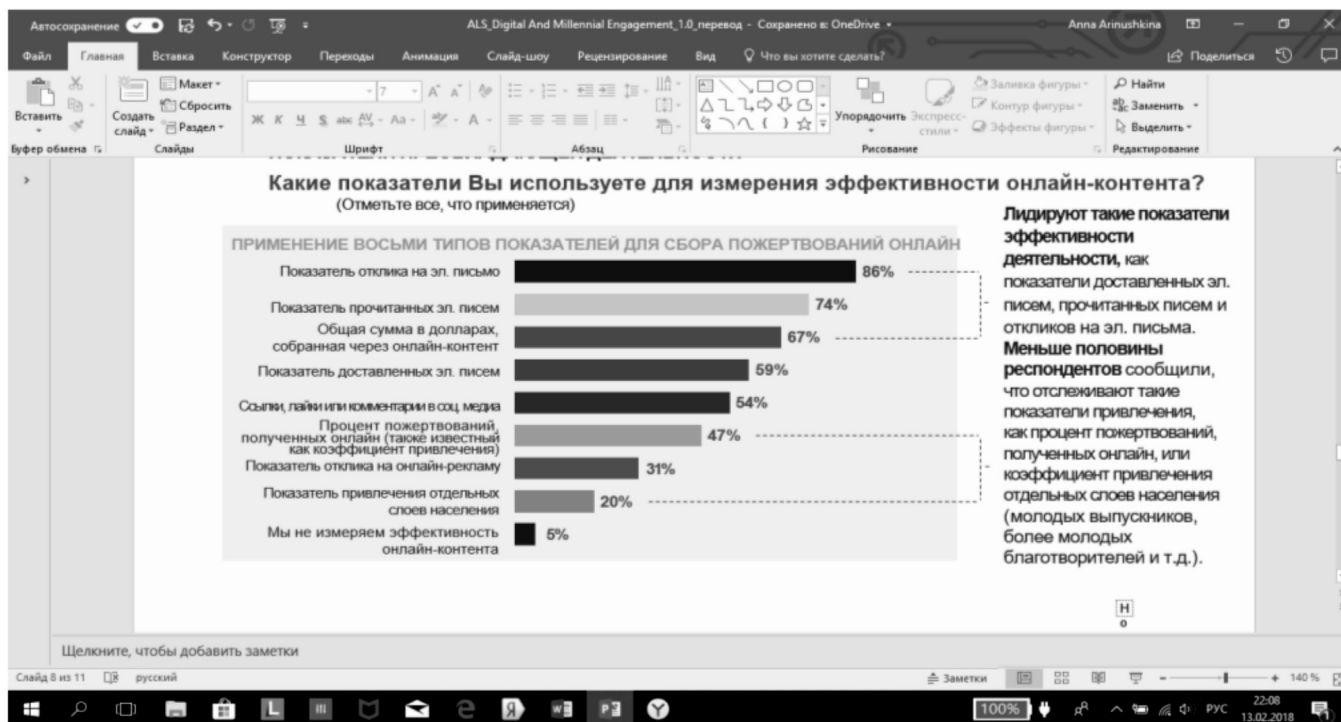 Автосохранение
ALS_Digital And Millennial Engagement_1.0_перевод - Сохранено в: OneDrive
Anna Arinushkina
Файл Главная Вставка Конструктор Переходы Анимация Слайд-шоу Рецензирование Вид Что вы хотите сделать? Поделиться
Вставить
Создать слайд
Макет
Сбросить
Раздел
7
Ж К Ч S abc AV Aa A
Упорядочить
Экспресс-стили
Заливка фигуры
Контур фигуры
Эффекты фигуры
Найти
Заменить
Выделить
Буфер обмена Слайды Шрифт Абзац Рисование Редактирование
Какие показатели Вы используете для измерения эффективности онлайн-контента?
(Отметьте все, что применяется)
ПРИМЕНЕНИЕ ВОСЬМИ ТИПОВ ПОКАЗАТЕЛЕЙ ДЛЯ СБОРА ПОЖЕРТВОВАНИЙ ОНЛАЙН
Показатель отклика на эл. письмо 86%
Показатель прочитанных эл. писем 74%
Общая сумма в долларах,
собранная через онлайн-контент 67%
Показатель доставленных эл. писем 59%
Ссылки, лайки или комментарии в соц. медиа 54%
Процент пожертвований,
полученных онлайн (также известный
как коэффициент привлечения) 47%
Показатель отклика на онлайн-рекламу 31%
Показатель привлечения отдельных
слоев населения 20%
Мы не измеряем эффективность
онлайн-контента 5%
Лидируют такие показатели
эффективности
деятельности, как
показатели доставленных эл.
писем, прочитанных писем и
откликов на эл. письма.
Меньше половины
респондентов сообщили,
что отслеживают такие
показатели привлечения,
как процент пожертвований,
полученных онлайн, или
коэффициент привлечения
отдельных слоев населения
(молодых выпускников,
более молодых
благотворителей и т.д.).
Н
о
Щелкните, чтобы добавить заметки
Слайд 8 из 11 русский Заметки 140 %
100% РУС 22:08
13.02.2018